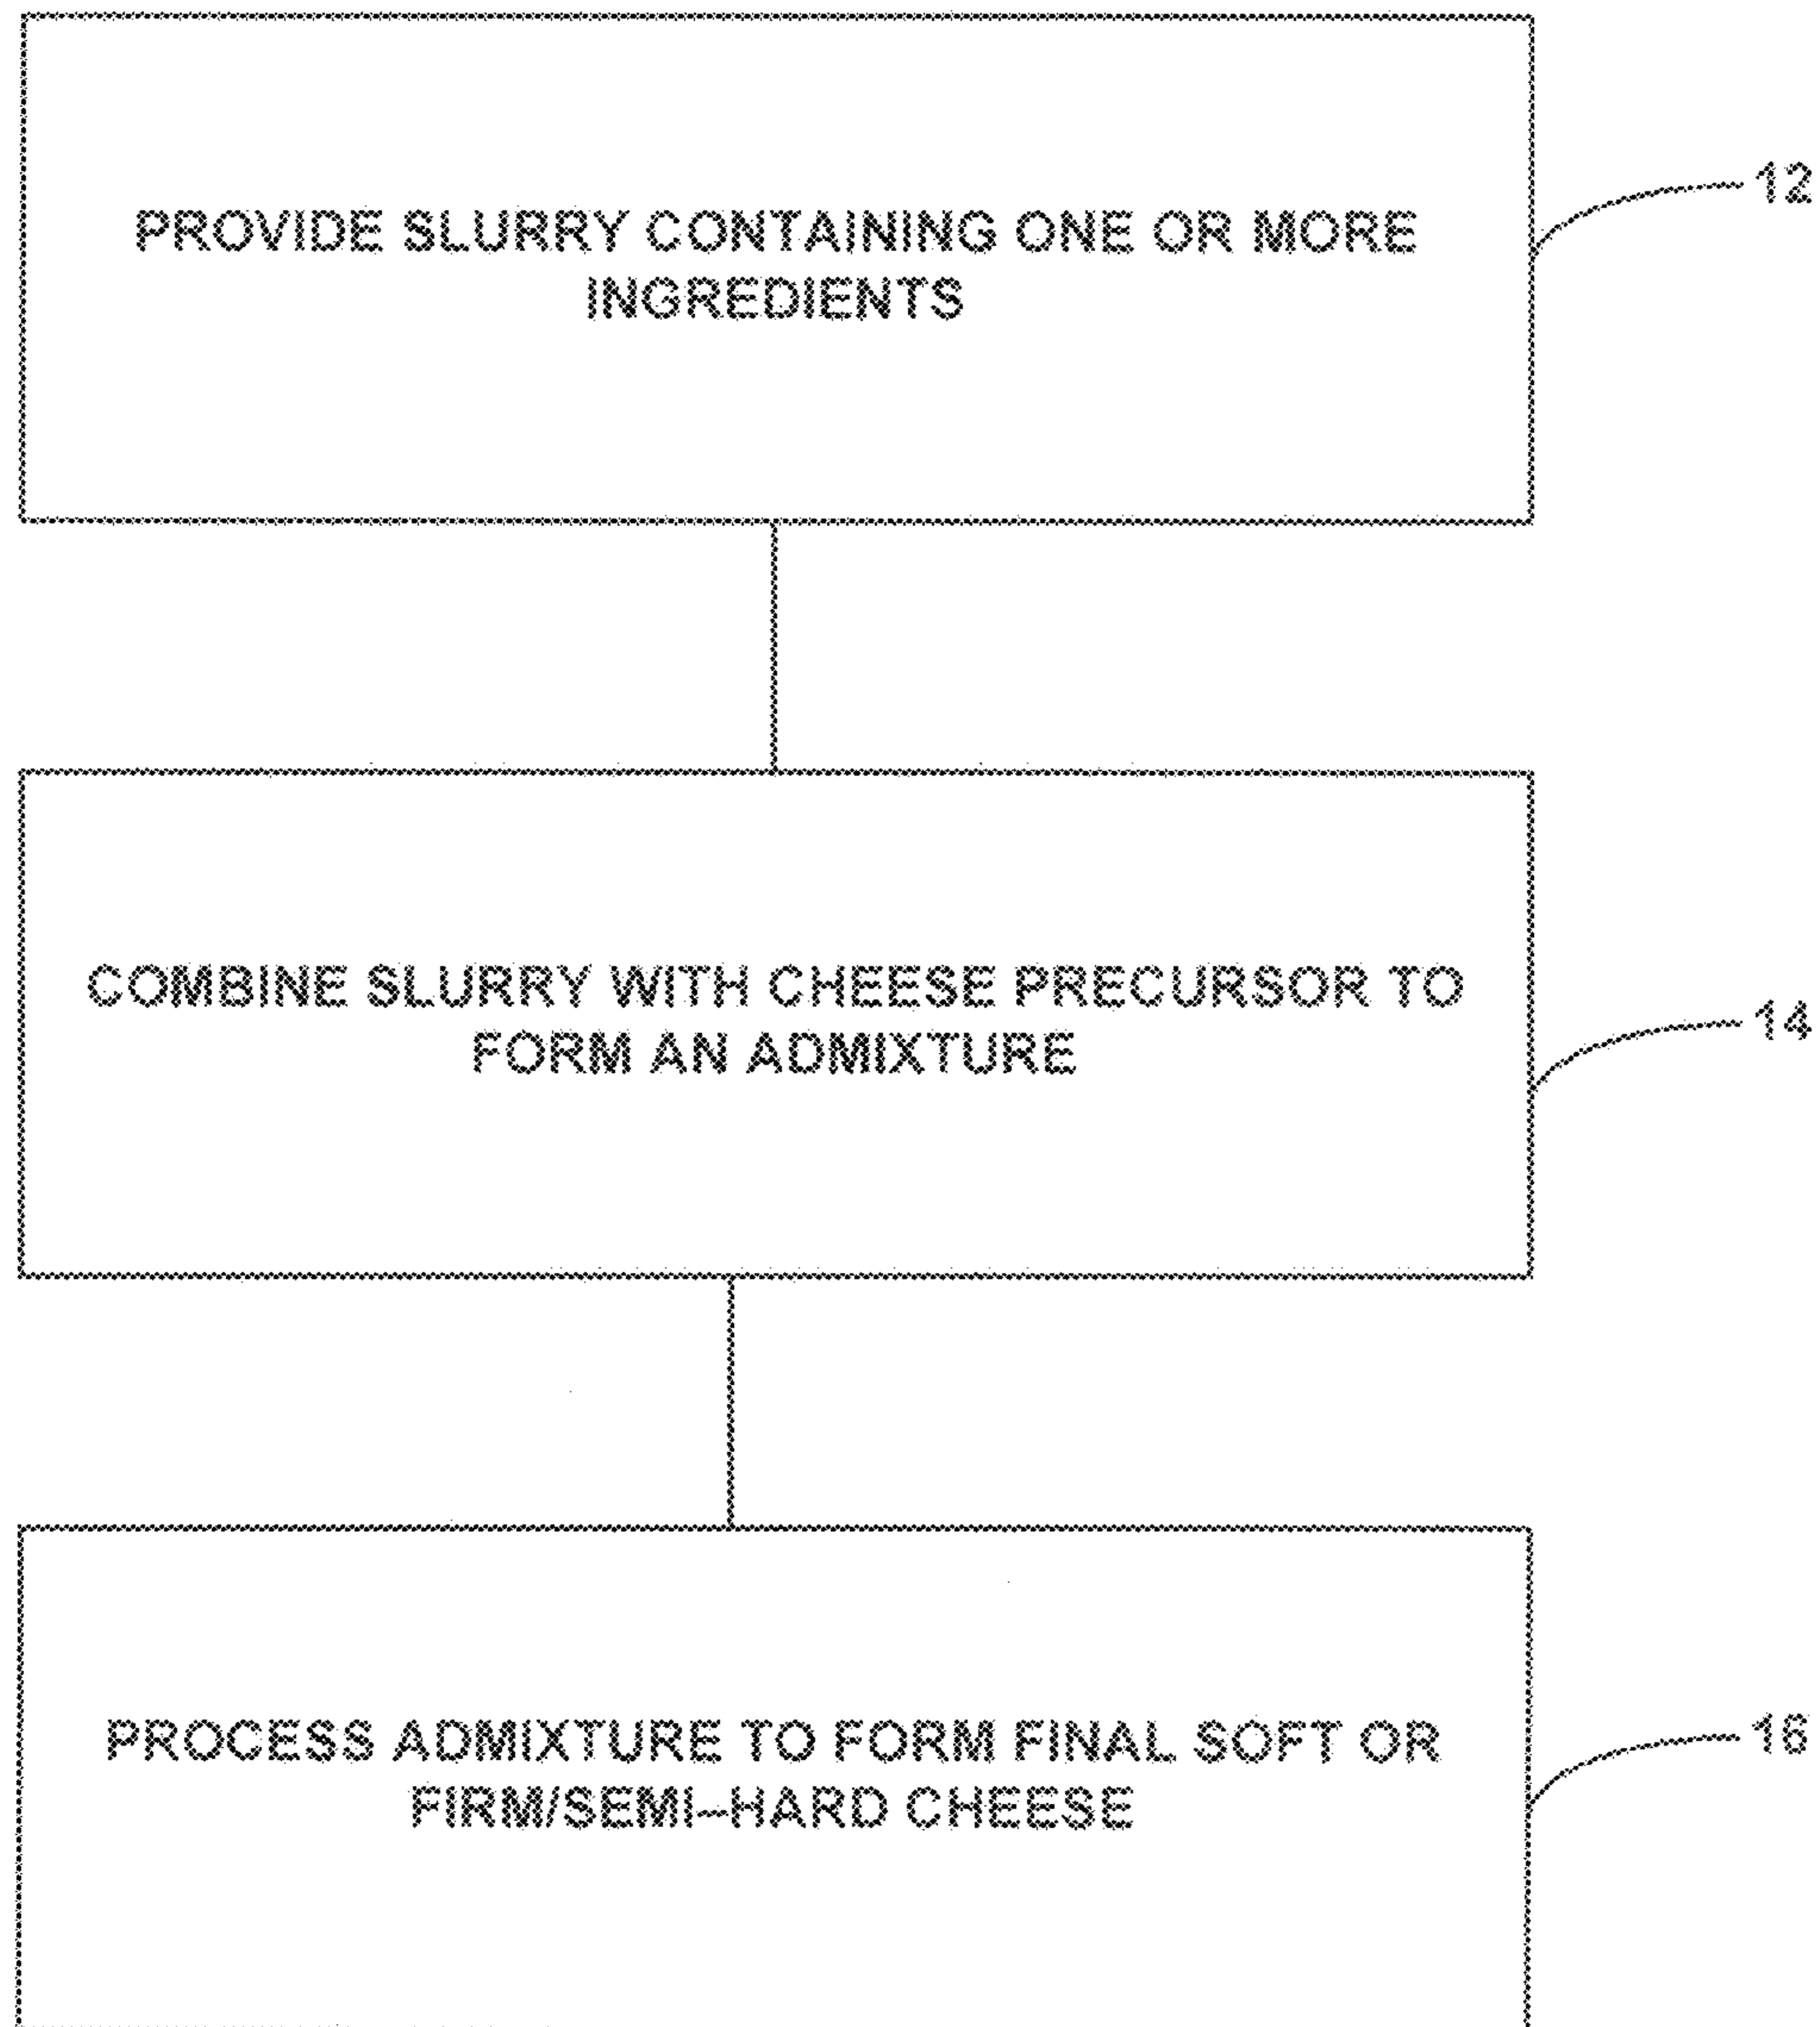 PROVIDE SLURRY CONTAINING ONE OR MORE
INGREDIENTS
12
COMBINE SLURRY WITH CHEESE PRECURSOR TO
FORM AN ADMIXTURE
14
PROCESS ADMIXTURE TO FORM FINAL SOFT OR
FIRM/SEMI–HARD CHEESE
16